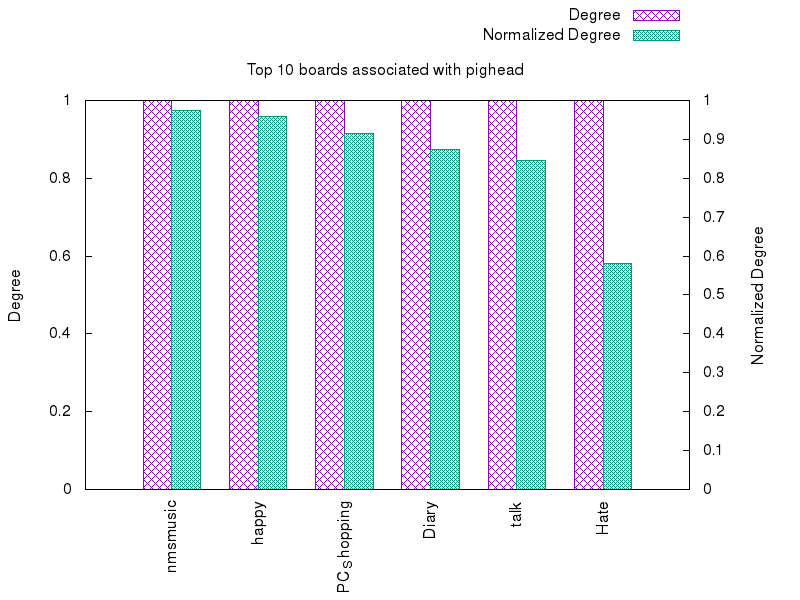 Degree
Normalized Degree
Top 10 boards associated with pighead
1
0.8
0.6
0.4
0.2
0
Degree
1
0.9
0.8
0.7
0.6
0.5
0.4
0.3
0.2
0.1
0
Normalized Degree
nmsmusic
happy
PCShopping
Diary
talk
Hate